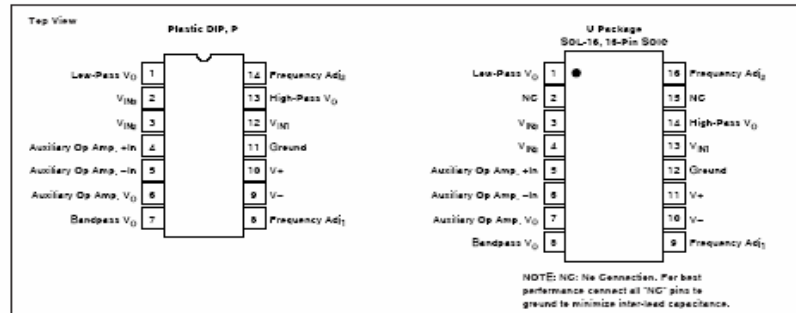 Top View
Plastic DIP, P
Low-Pass VO 1
VIN3 2
VIN2 3
Auxiliary Op Amp, +In 4
Auxiliary Op Amp, –In 5
Auxiliary Op Amp, VO 6
Bandpass VO 7
14 Frequency Adj2
13 High-Pass VO
12 VIN1
11 Ground
10 V+
9 V–
8 Frequency Adj1
U Package
SOL-16, 16-Pin SOIC
Low-Pass VO 1
NC 2
VIN3 3
VIN2 4
Auxiliary Op Amp, +In 5
Auxiliary Op Amp, –In 6
Auxiliary Op Amp, VO 7
Bandpass VO 8
16 Frequency Adj2
15 NC
14 High-Pass VO
13 VIN1
12 Ground
11 V+
10 V–
9 Frequency Adj1
NOTE: NC: No Connection. For best
performance connect all "NC" pins to
ground to minimize inter-lead capacitance.